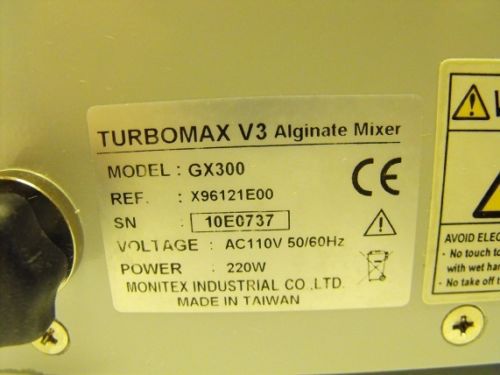 TURBOMAX V3 Alginate Mixer
MODEL : GX300
REF. : X96121E00
SN : 10E0737
VOLTAGE : AC110V 50/60Hz
POWER : 220W
MONITEX INDUSTRIAL CO.,LTD.
MADE IN TAIWAN
CE
AVOID ELEC
- No touch to
with wet han
- No take off t